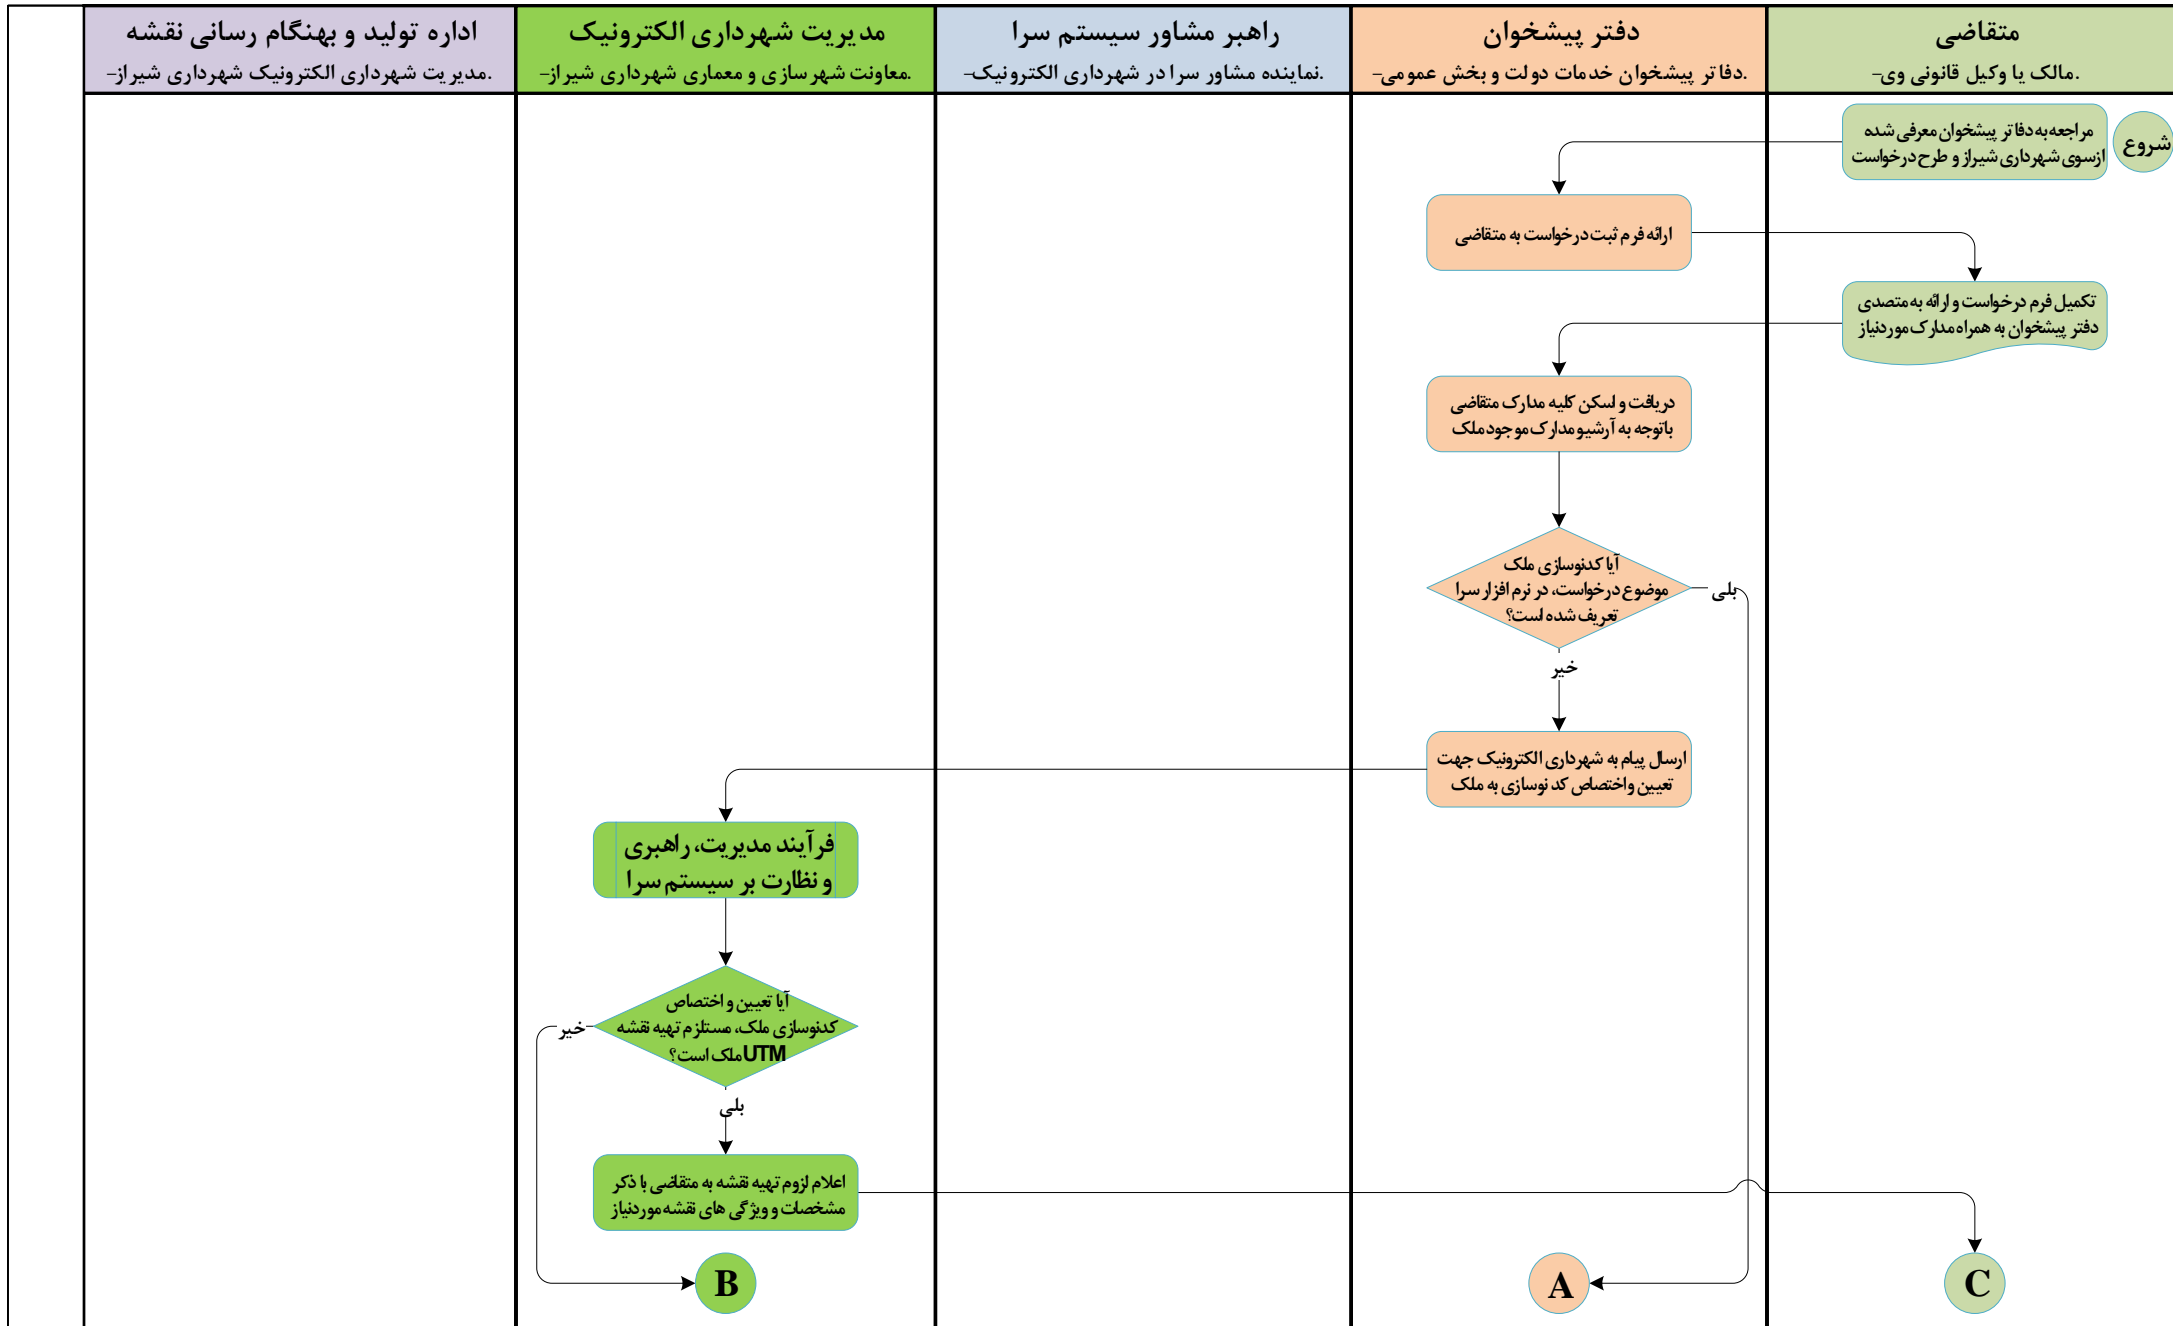 متقاضی
-مالک یا وکیل قانونی وی.
دفتر پیشخوان
-دفاتر پیشخوان خدمات دولت و بخش عمومی.
راهبر مشاور سیستم سرا
-نماینده مشاور سرا در شهرداری الکترونیک.
مدیریت شهرداری الکترونیک
-معاونت شهرسازی و معماری شهرداری شیراز.
اداره تولید و بهنگام رسانی نقشه
-مدیریت شهرداری الکترونیک شهرداری شیراز.
شروع
مراجعه به دفاتر پیشخوان معرفی شده
ازسوی شهرداری شیراز و طرح درخواست
ارائه فرم ثبت درخواست به متقاضی
تکمیل فرم درخواست و ارائه به متصدی
دفتر پیشخوان به همراه مدارک موردنیاز
دریافت و اسکن کلیه مدارک متقاضی
باتوجه به آرشیو مدارک موجود ملک
آیا کدنوسازی ملک
موضوع درخواست، در نرم افزار سرا
تعریف شده است؟
بلی
خیر
ارسال پیام به شهرداری الکترونیک جهت
تعیین واختصاص کد نوسازی به ملک
فرآیند مدیریت، راهبری
و نظارت بر سیستم سرا
آیا تعیین و اختصاص
کدنوسازی ملک، مستلزم تهیه نقشه
UTM ملک است؟
خیر
بلی
اعلام لزوم تهیه نقشه به متقاضی با ذکر
مشخصات و ویژگی های نقشه موردنیاز
C
A
B